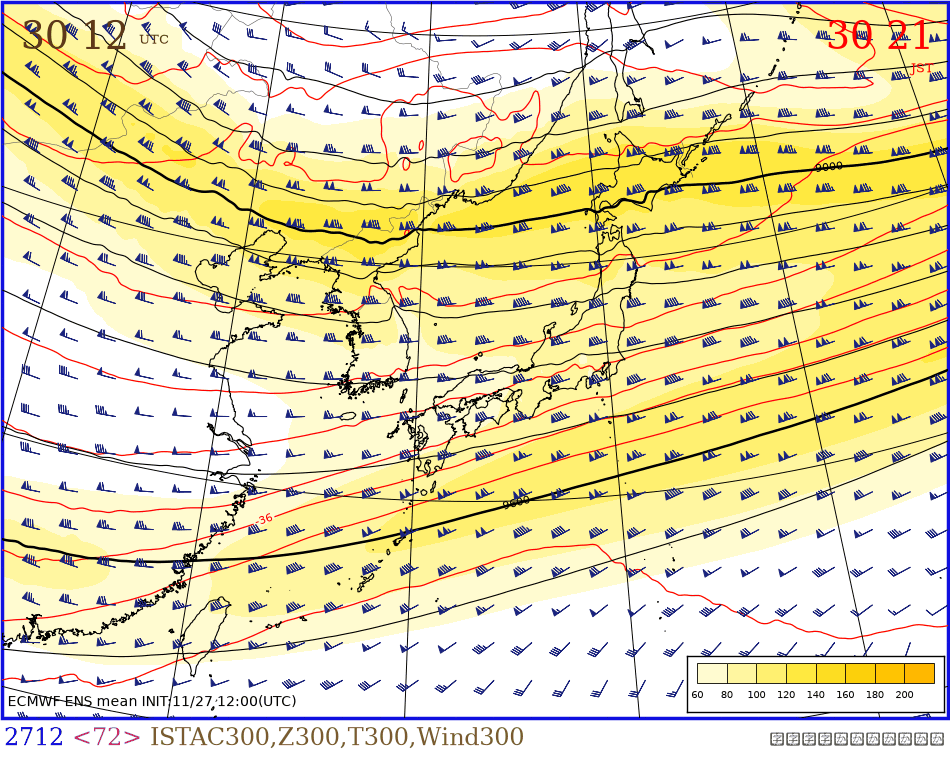 30 12 UTC
30 21 JST
9000
-36
9600
ECMWF ENS mean INIT:11/27 12:00(UTC)
60 80 100 120 140 160 180 200
2712 <72> ISTAC300,Z300,T300,Wind300